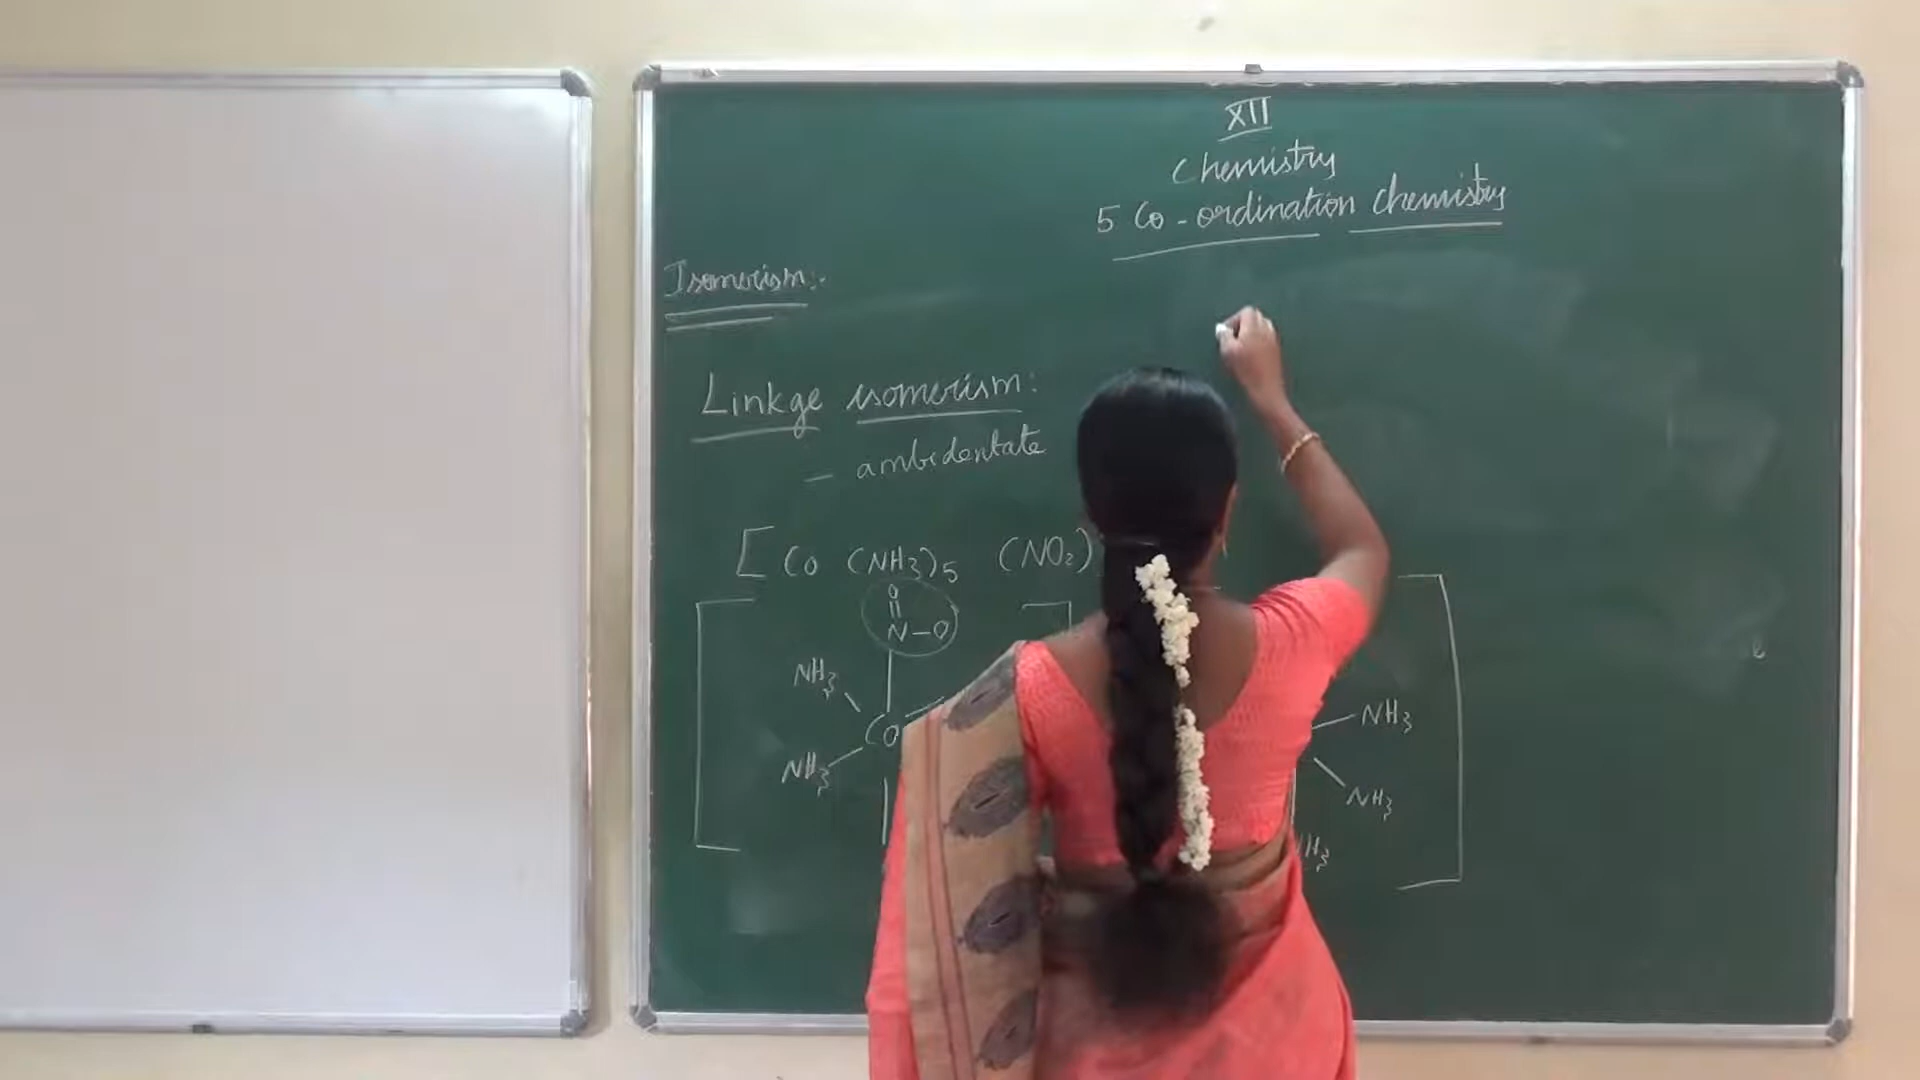 XII
Chemistry
5 Co-ordination chemistry
Isomerism:-
Linkge isomerism:
- ambidentate
[Co (NH3)5 (NO2)
O
N-O
NH3
Co
NH3
NH3
NH3
H3